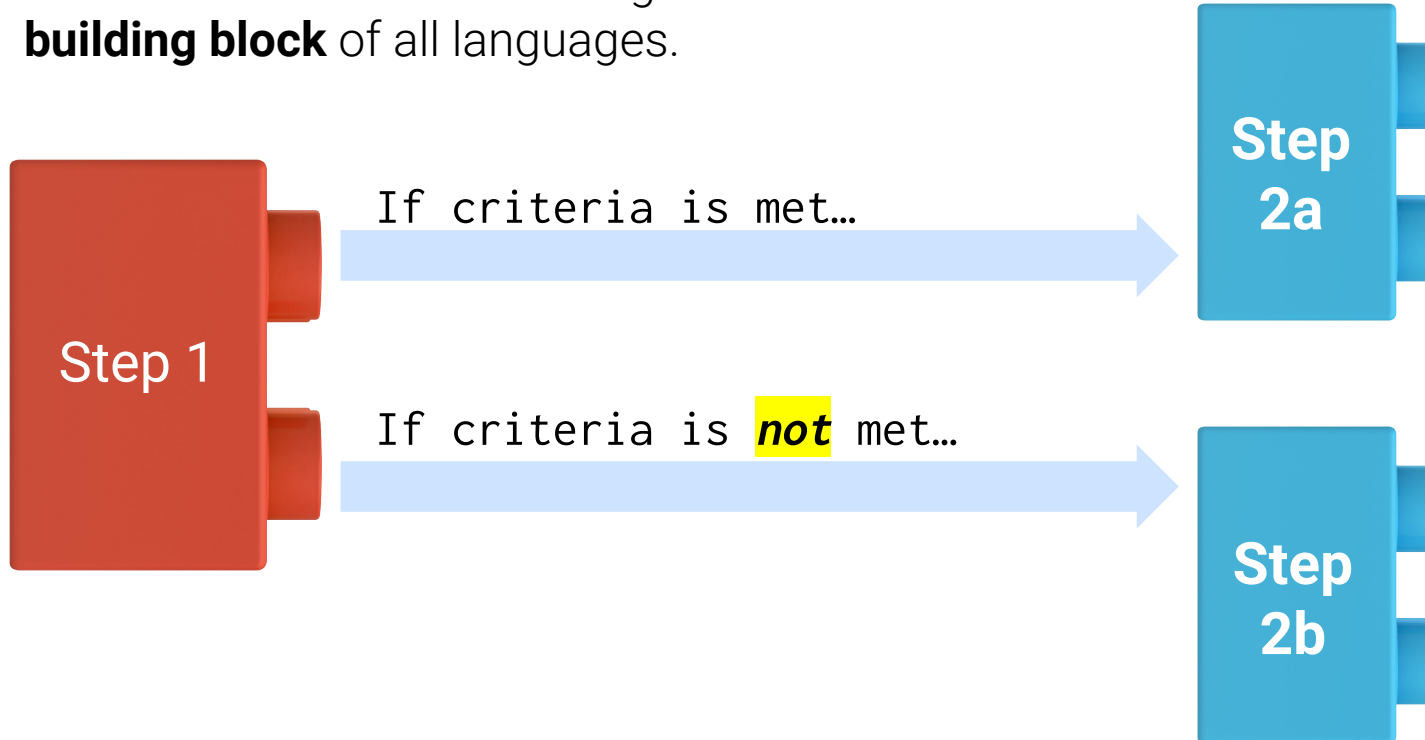 building block of all languages.
If criteria is met…
Step 1
If criteria is not met…
Step
2a
Step
2b